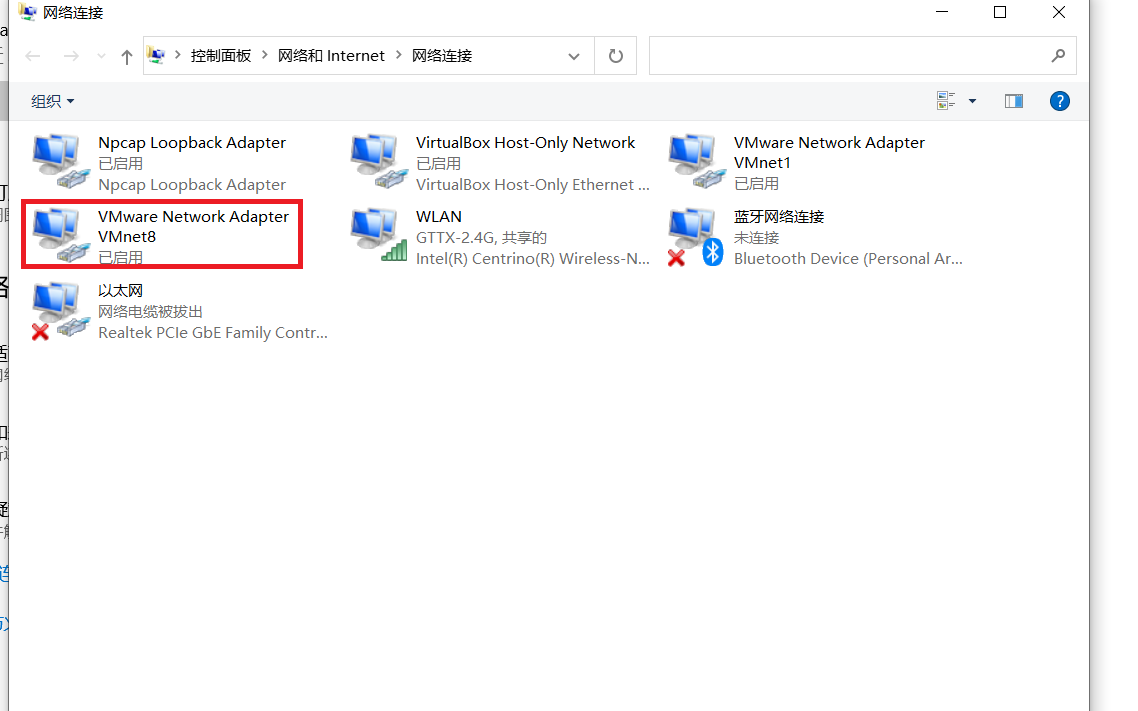 网络连接
控制面板 > 网络和 Internet > 网络连接
组织
Npcap Loopback Adapter
已启用
Npcap Loopback Adapter
VirtualBox Host-Only Network
已启用
VirtualBox Host-Only Ethernet ...
VMware Network Adapter
VMnet1
已启用
VMware Network Adapter
VMnet8
已启用
WLAN
GTTX-2.4G, 共享的
Intel(R) Centrino(R) Wireless-N...
蓝牙网络连接
未连接
Bluetooth Device (Personal Ar...
以太网
网络电缆被拔出
Realtek PCIe GbE Family Contr...